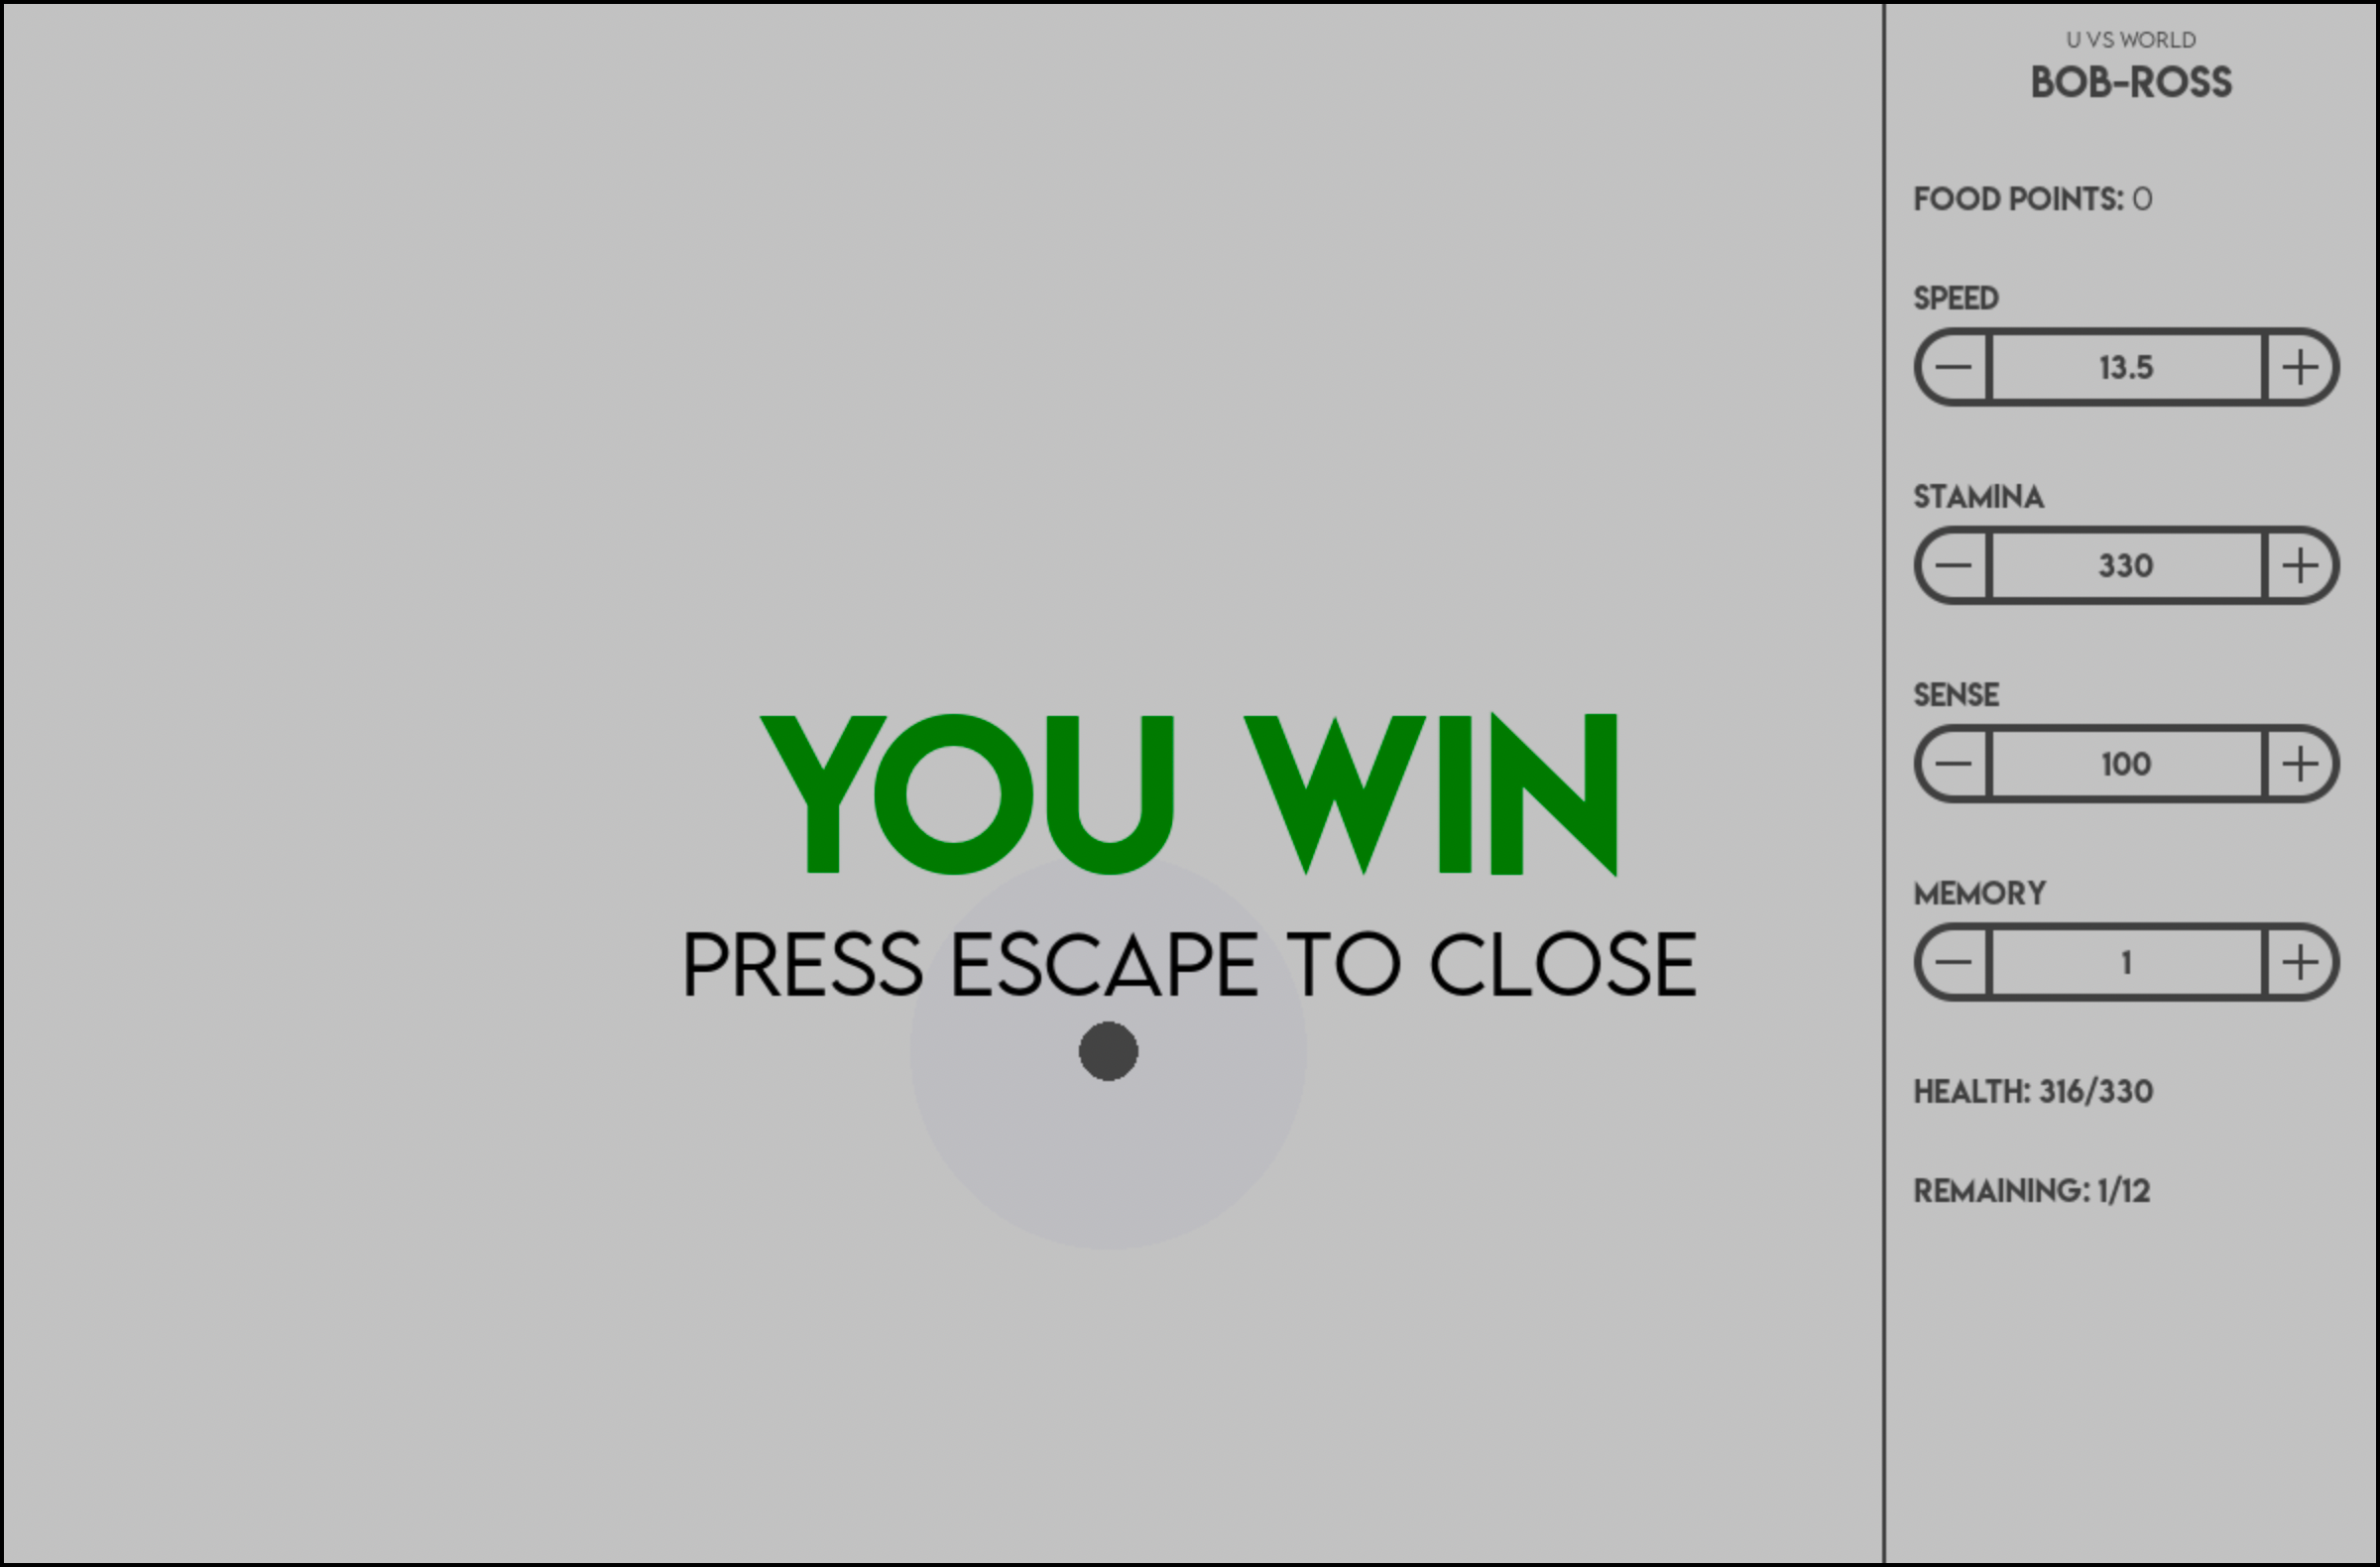 YOU WIN
PRESS ESCAPE TO CLOSE
U VS WORLD
BOB-ROSS
FOOD POINTS: 0
SPEED
13.5
STAMINA
330
SENSE
100
MEMORY
1
HEALTH: 316/330
REMAINING: 1/12